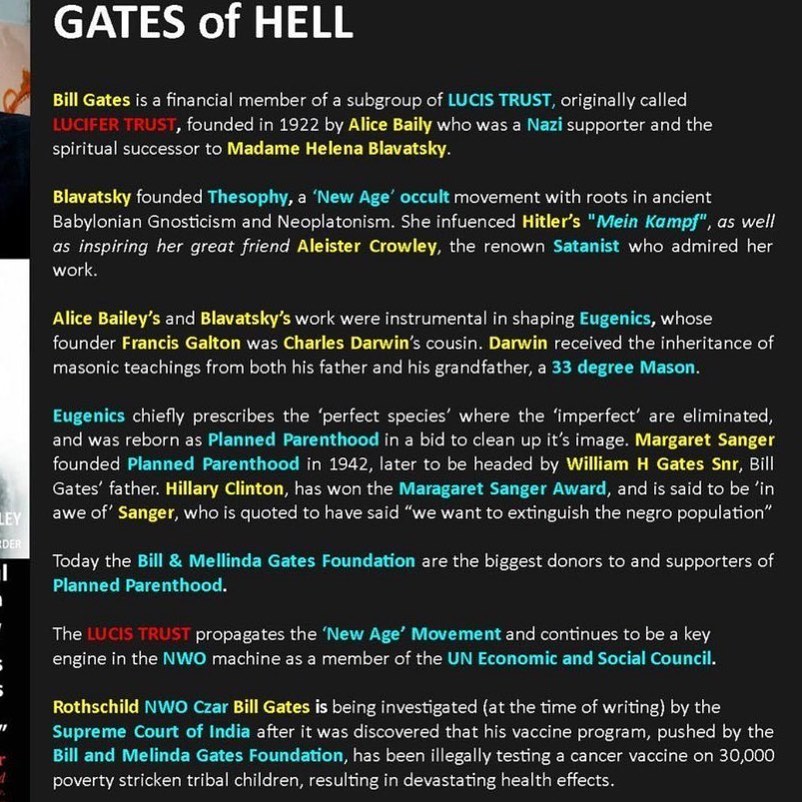 GATES of HELL
Bill Gates is a financial member of a subgroup of LUCIS TRUST, originally called
LUCIFER TRUST, founded in 1922 by Alice Baily who was a Nazi supporter and the
spiritual successor to Madame Helena Blavatsky.
Blavatsky founded Thesophy, a ‘New Age’ occult movement with roots in ancient
Babylonian Gnosticism and Neoplatonism. She infuenced Hitler’s "Mein Kampf", as well
as inspiring her great friend Aleister Crowley, the renown Satanist who admired her
work.
Alice Bailey’s and Blavatsky’s work were instrumental in shaping Eugenics, whose
founder Francis Galton was Charles Darwin’s cousin. Darwin received the inheritance of
masonic teachings from both his father and his grandfather, a 33 degree Mason.
Eugenics chiefly prescribes the ‘perfect species’ where the ‘imperfect’ are eliminated,
and was reborn as Planned Parenthood in a bid to clean up it’s image. Margaret Sanger
founded Planned Parenthood in 1942, later to be headed by William H Gates Snr, Bill
Gates’ father. Hillary Clinton, has won the Maragaret Sanger Award, and is said to be ‘in
awe of’ Sanger, who is quoted to have said “we want to extinguish the negro population”
Today the Bill & Mellinda Gates Foundation are the biggest donors to and supporters of
Planned Parenthood.
The LUCIS TRUST propagates the ‘New Age’ Movement and continues to be a key
engine in the NWO machine as a member of the UN Economic and Social Council.
Rothschild NWO Czar Bill Gates is being investigated (at the time of writing) by the
Supreme Court of India after it was discovered that his vaccine program, pushed by the
Bill and Melinda Gates Foundation, has been illegally testing a cancer vaccine on 30,000
poverty stricken tribal children, resulting in devastating health effects.